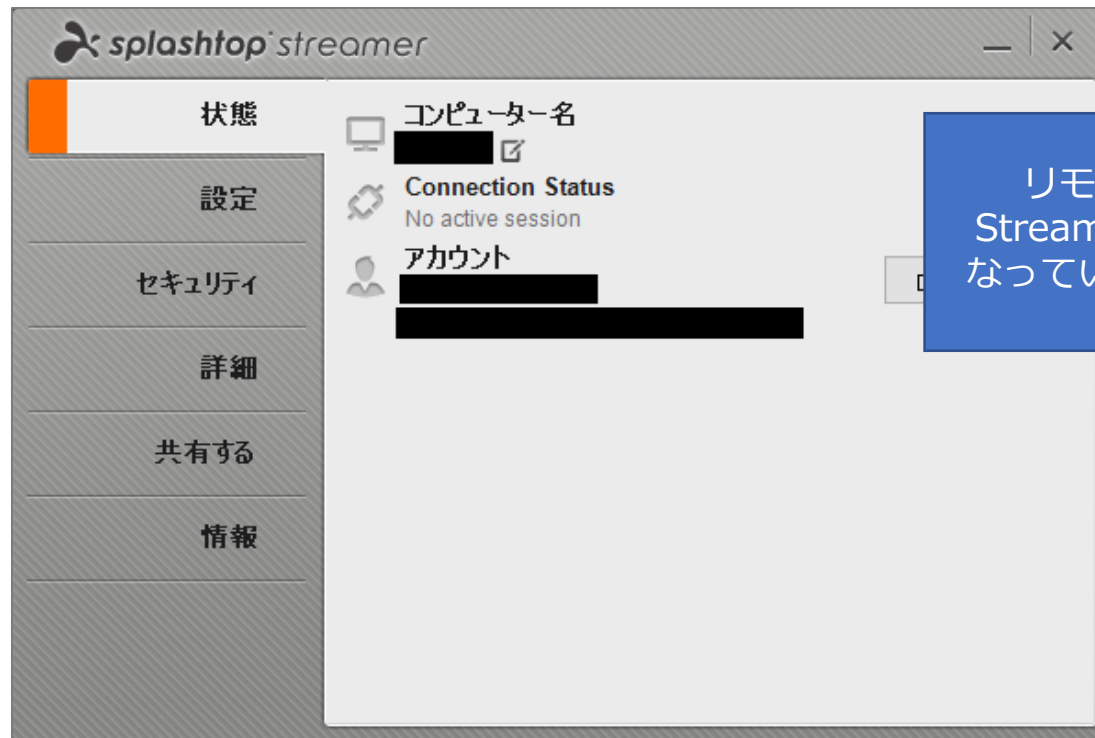 splashtop streamer
状態
設定
セキュリティ
詳細
共有する
情報
コンピューター名
Connection Status
No active session
アカウント
リモ
Stream
なってい